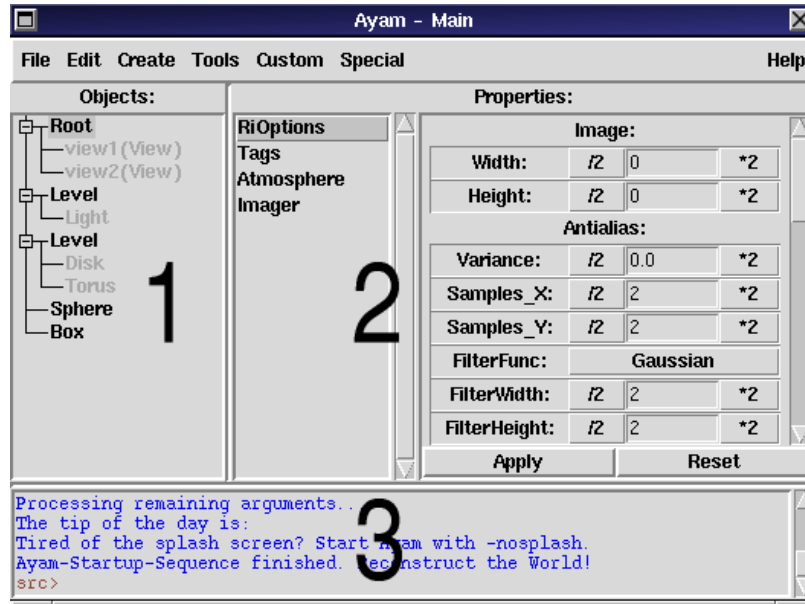 Ayam - Main
File Edit Create Tools Custom Special Help
Objects:
Properties:
Root
view1(View)
view2(View)
Level
Light
Level
Disk
Torus
Sphere
Box
1
RiOptions
Tags
Atmosphere
Imager
2
Image:
Width: /2 0 *2
Height: /2 0 *2
Antialias:
Variance: /2 0.0 *2
Samples_X: /2 2 *2
Samples_Y: /2 2 *2
FilterFunc: Gaussian
FilterWidth: /2 2 *2
FilterHeight: /2 2 *2
Apply Reset
Processing remaining arguments..
The tip of the day is:
Tired of the splash screen? Start Ayam with -nosplash.
Ayam-Startup-Sequence finished. Reconstruct the World!
src>
3